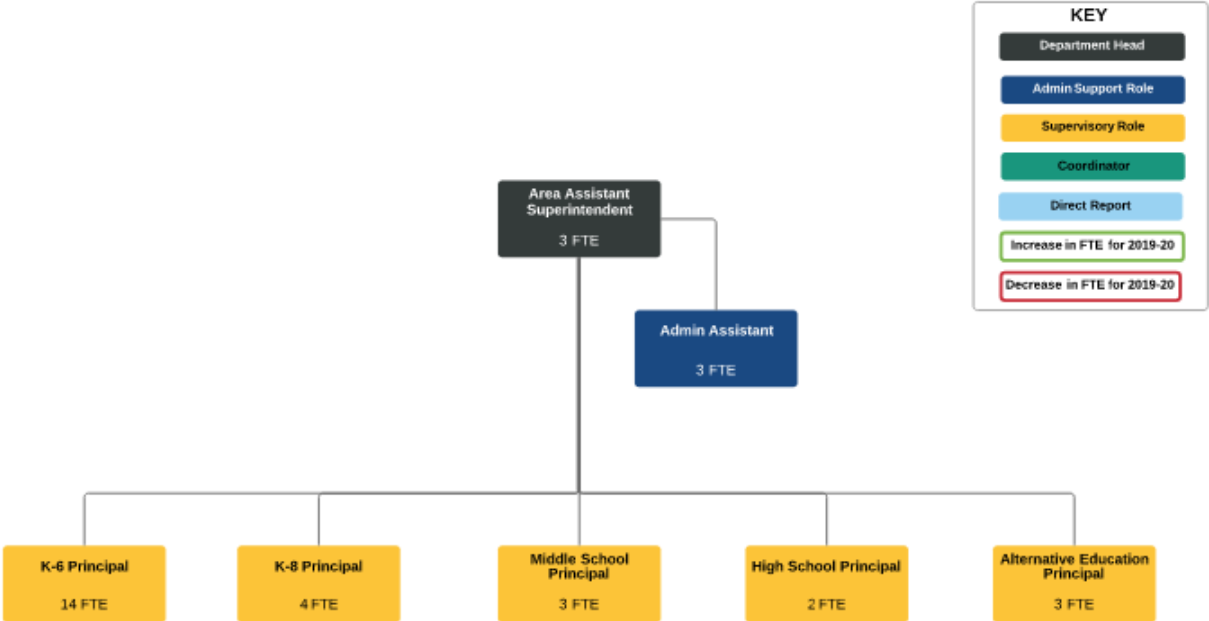 KEY
Department Head
Admin Support Role
Supervisory Role
Coordinator
Direct Report
Increase in FTE for 2019-20
Decrease in FTE for 2019-20
Area Assistant
Superintendent
3 FTE
Admin Assistant
3 FTE
K-6 Principal
14 FTE
K-8 Principal
4 FTE
Middle School
Principal
3 FTE
High School Principal
2 FTE
Alternative Education
Principal
3 FTE